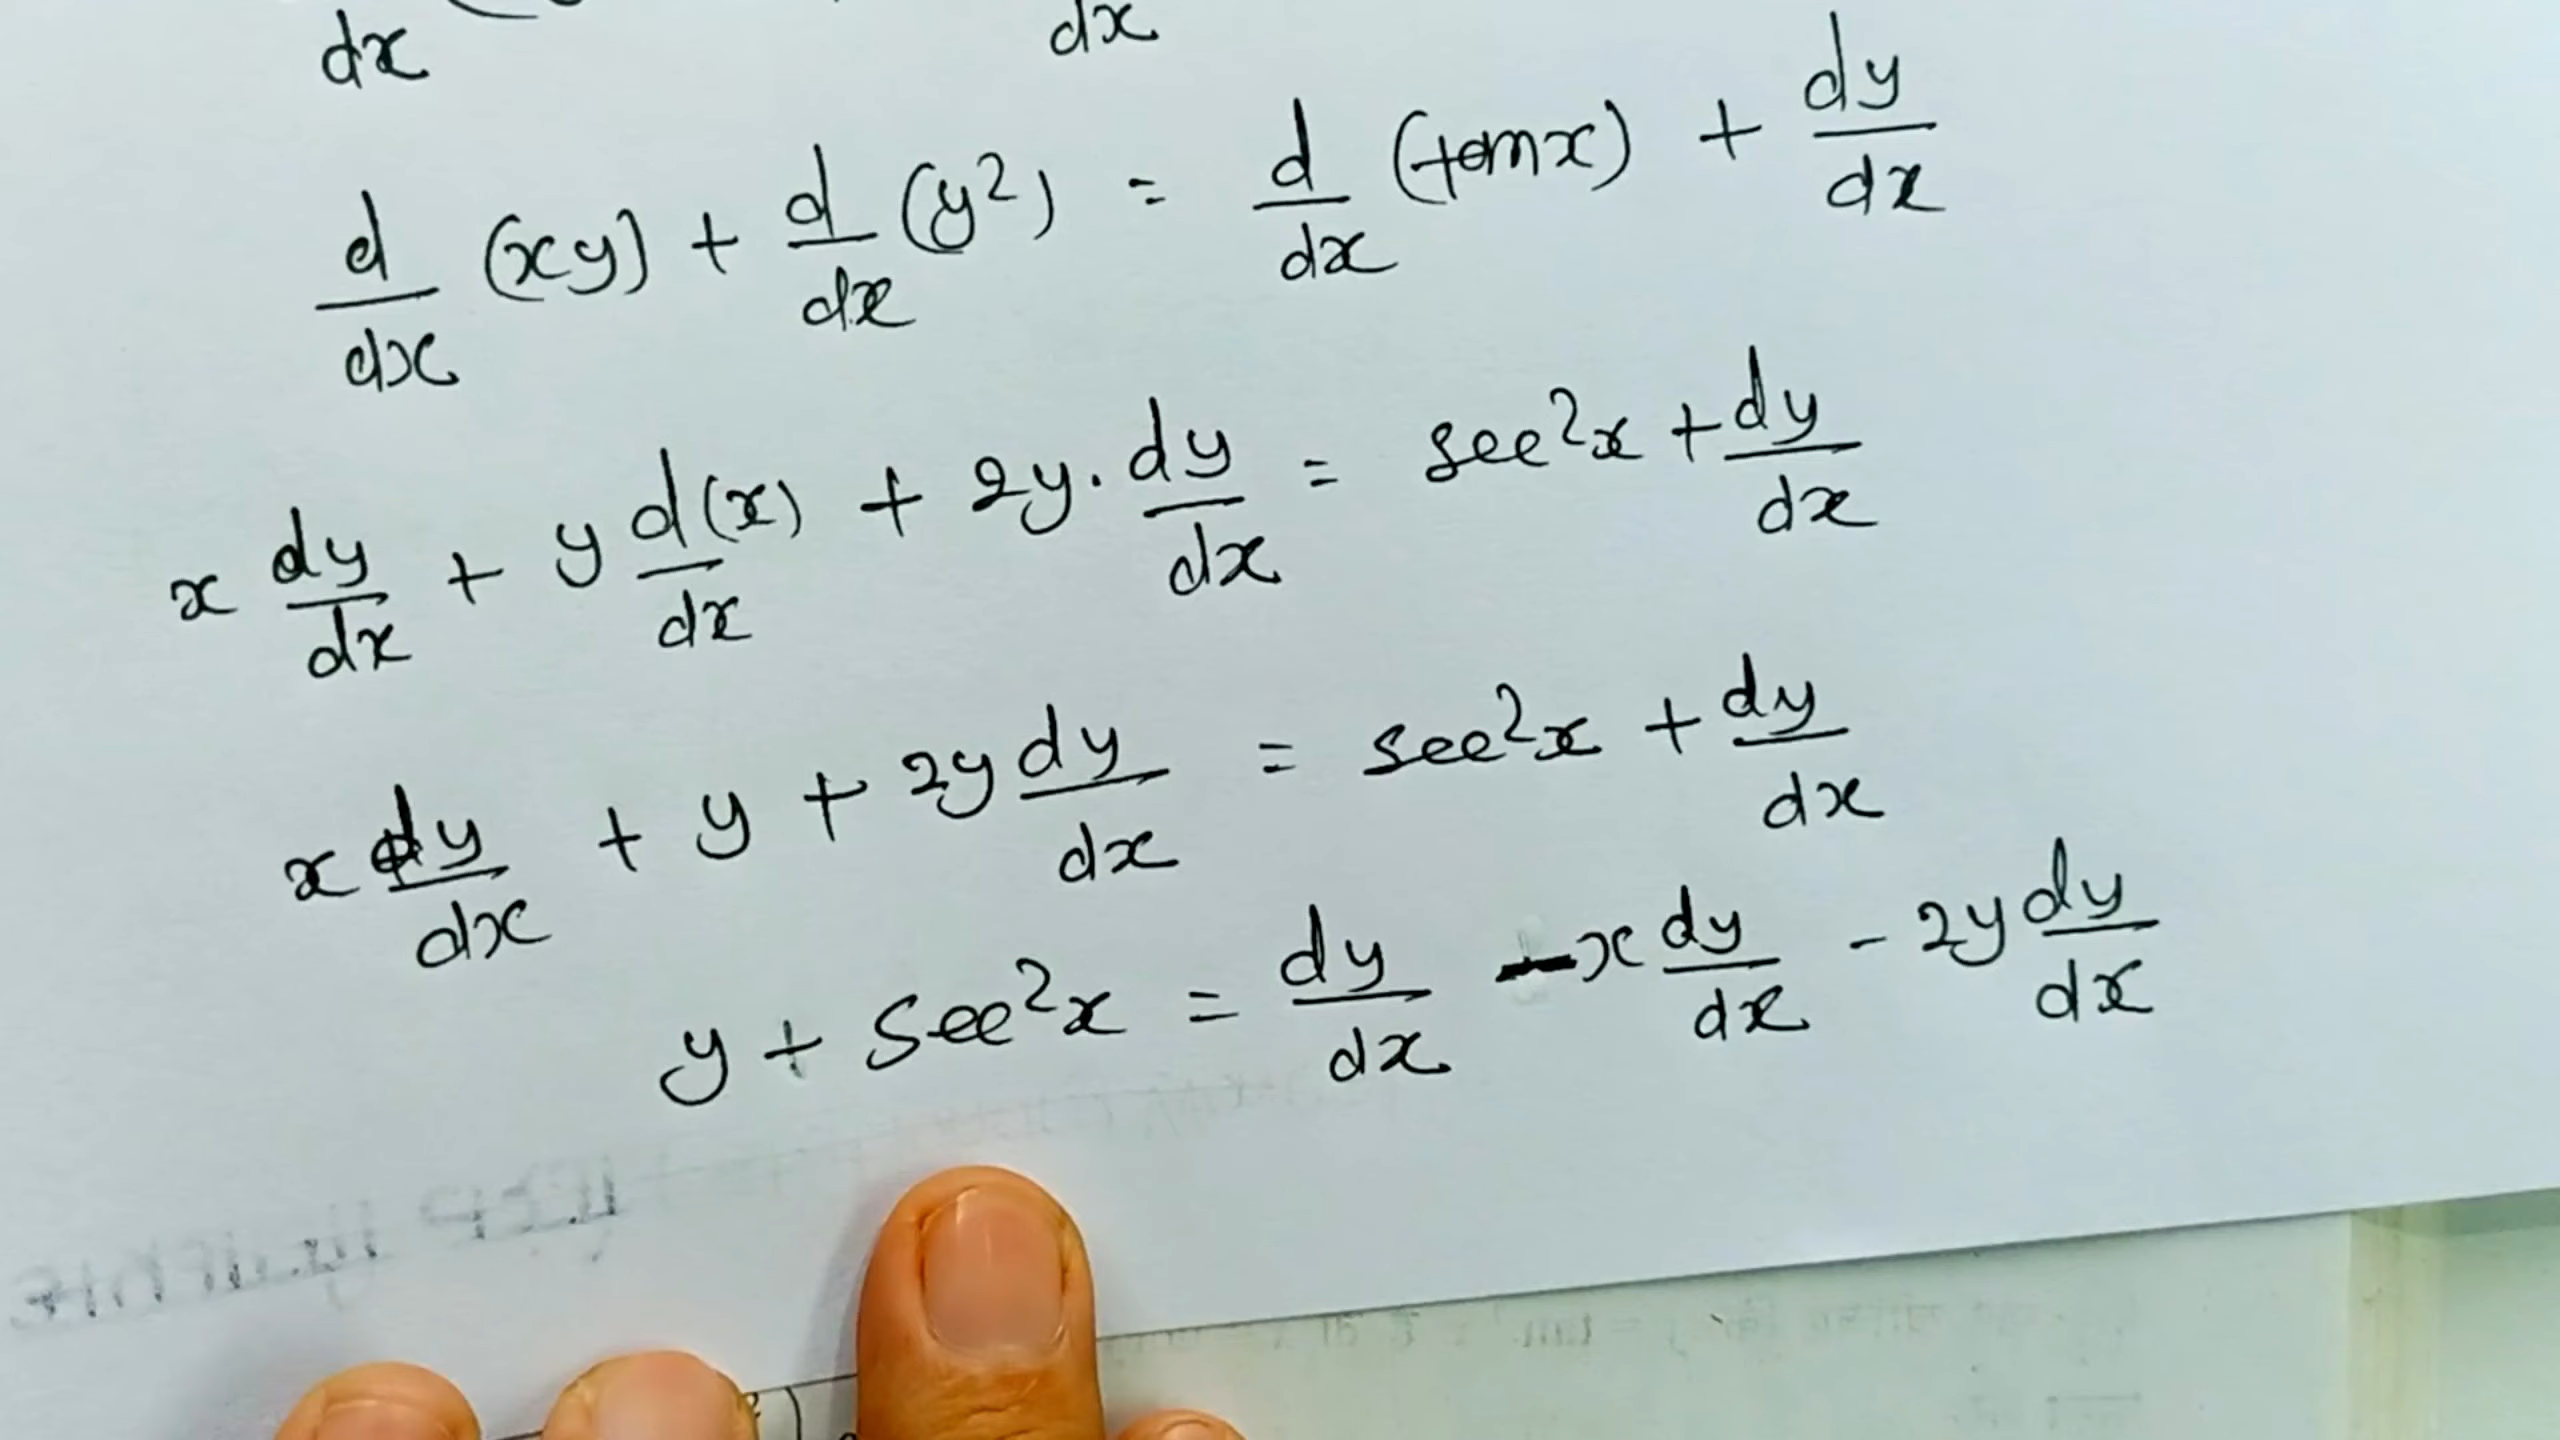 dx dx
d/dx (xy) + d/dx (y²) = d/dx (tanx) + dy/dx
x dy/dx + y d(x)/dx + 2y. dy/dx = sec²x + dy/dx
x dy/dx + y + 2y dy/dx = sec²x + dy/dx
y + sec²x = dy/dx - x dy/dx - 2y dy/dx